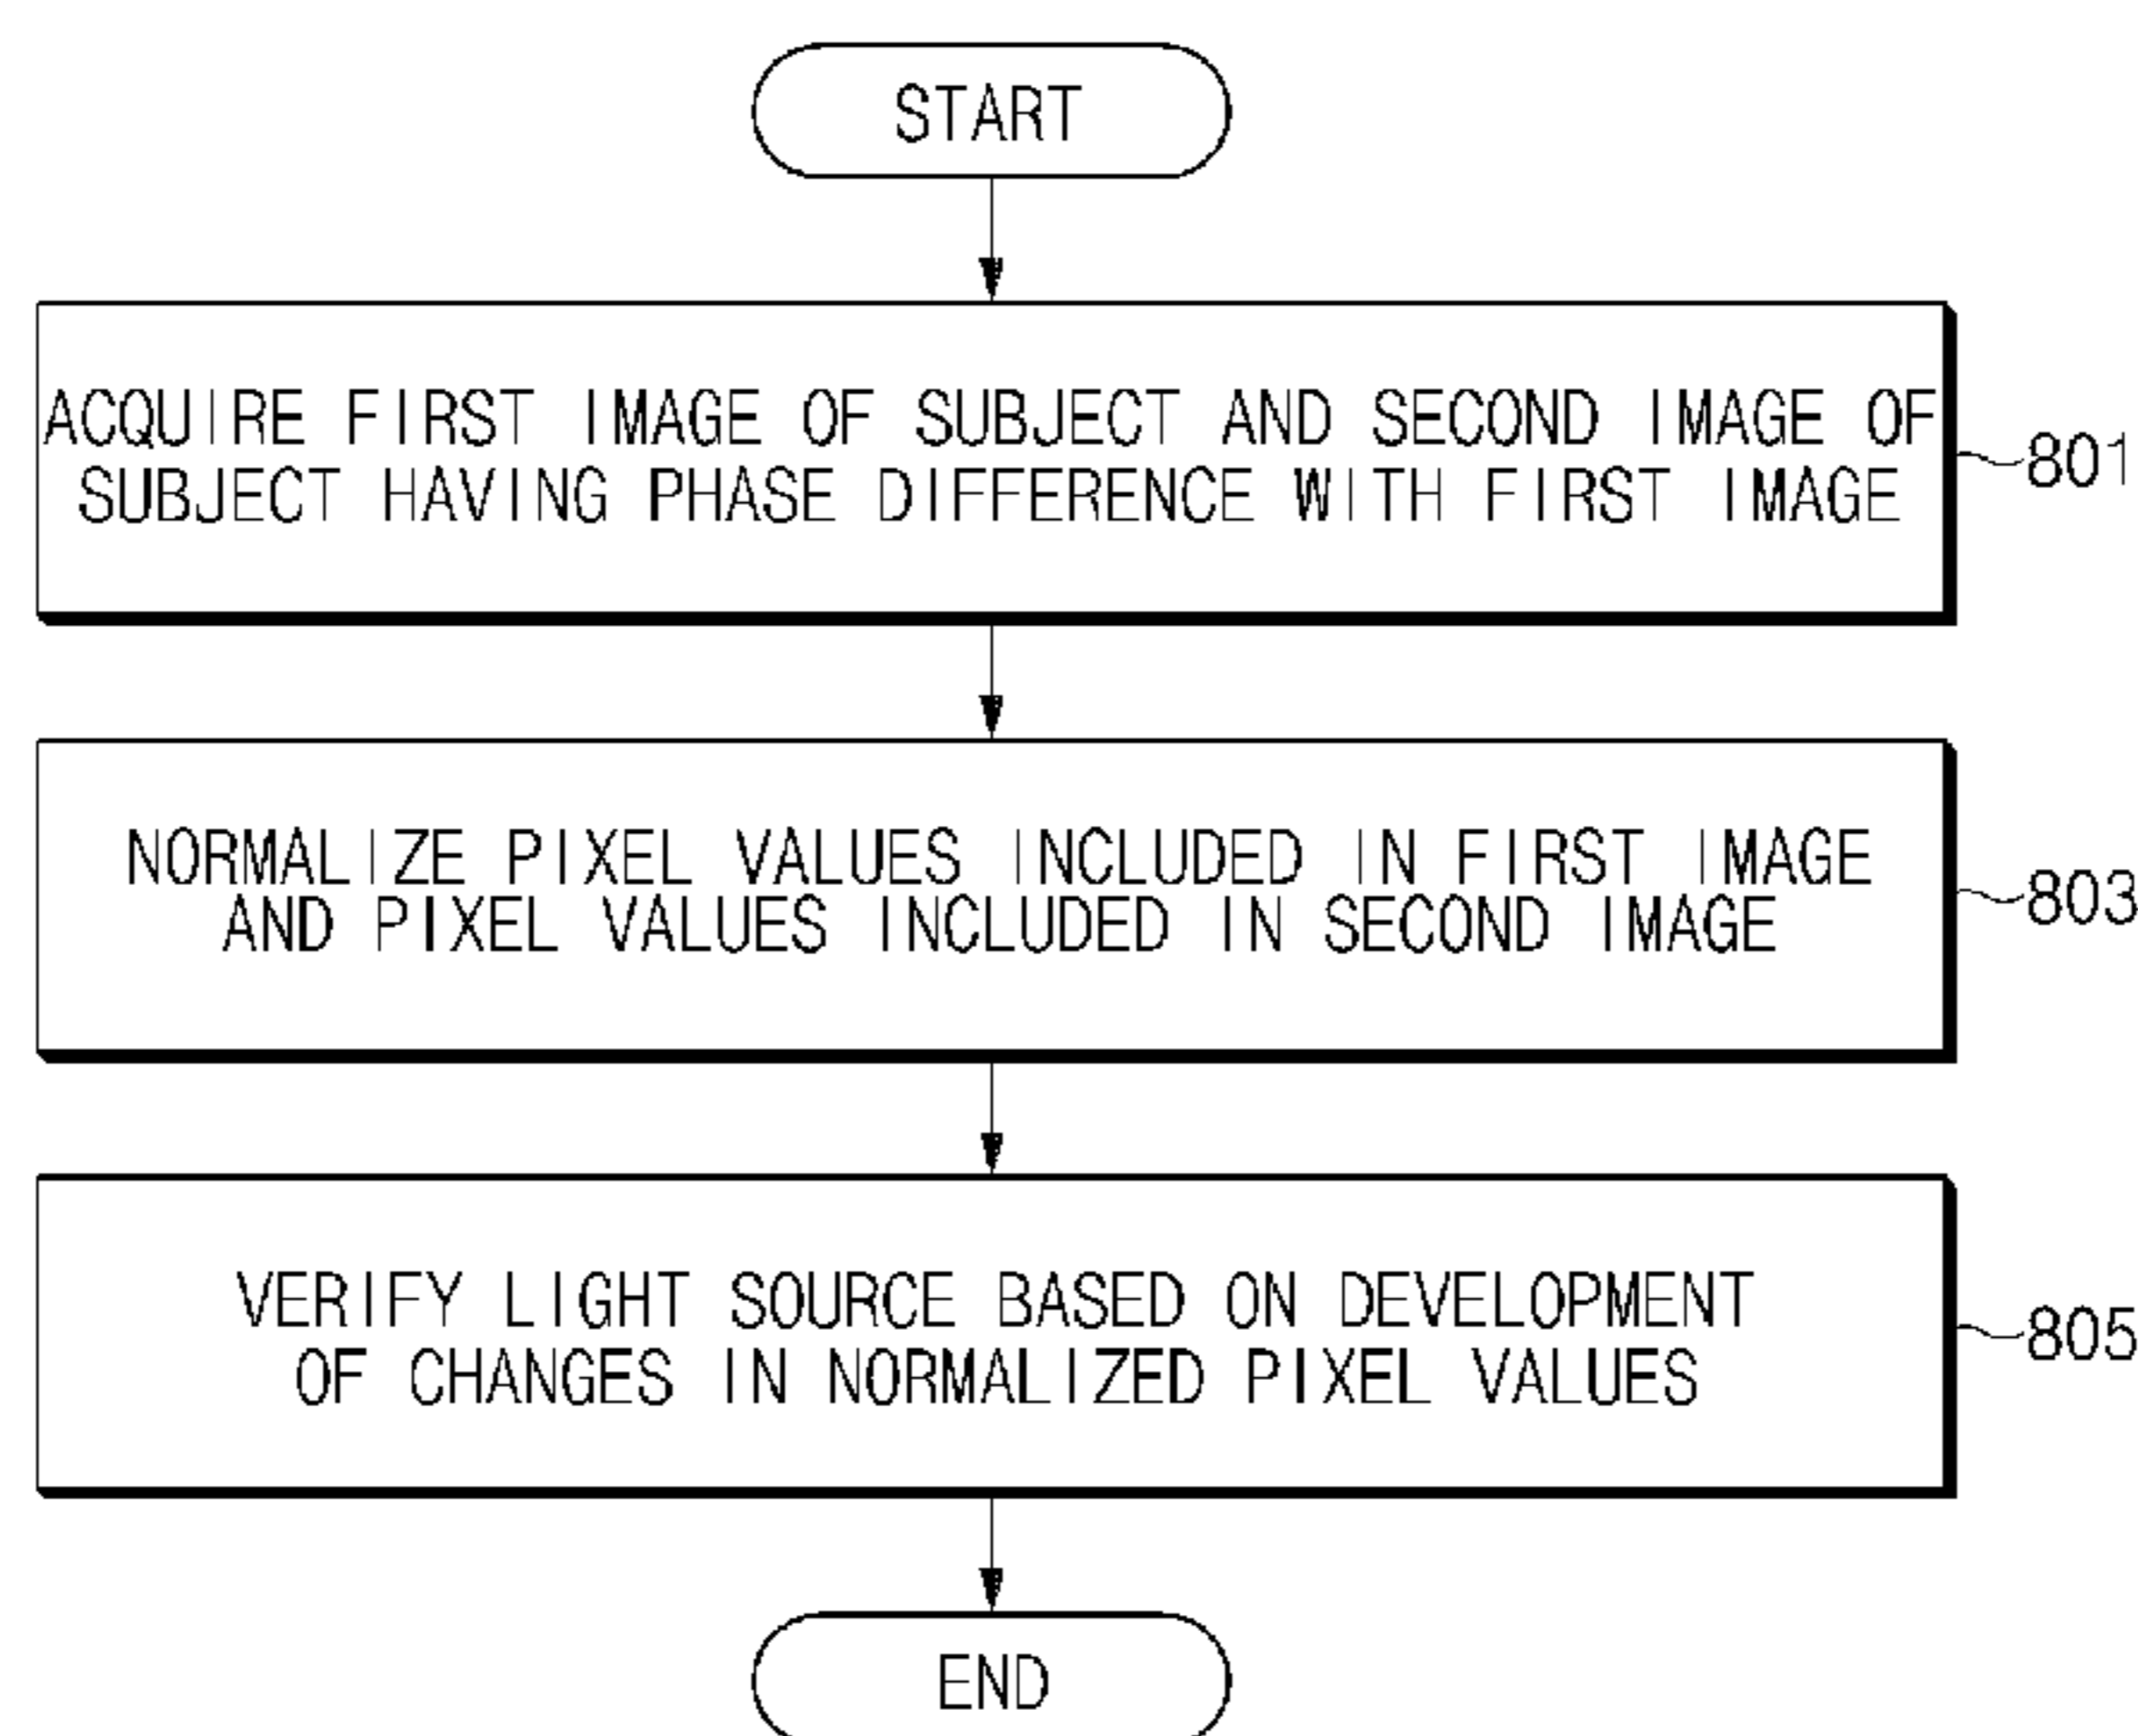 START
ACQUIRE FIRST IMAGE OF SUBJECT AND SECOND IMAGE OF
SUBJECT HAVING PHASE DIFFERENCE WITH FIRST IMAGE
801
NORMALIZE PIXEL VALUES INCLUDED IN FIRST IMAGE
AND PIXEL VALUES INCLUDED IN SECOND IMAGE
803
VERIFY LIGHT SOURCE BASED ON DEVELOPMENT
OF CHANGES IN NORMALIZED PIXEL VALUES
805
END